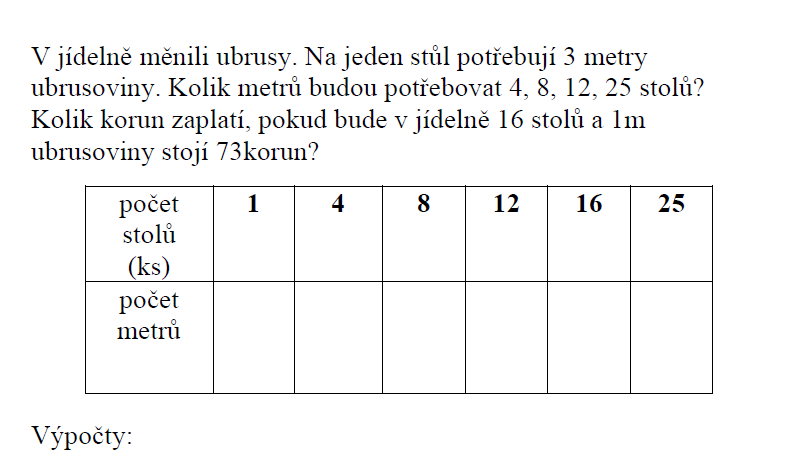 V jídelně měnili ubrusy. Na jeden stůl potřebují 3 metry
ubrusoviny. Kolik metrů budou potřebovat 4, 8, 12, 25 stolů?
Kolik korun zaplatí, pokud bude v jídelně 16 stolů a 1m
ubrusoviny stojí 73korun?
počet stolů (ks) 1 4 8 12 16 25
počet metrů
Výpočty: